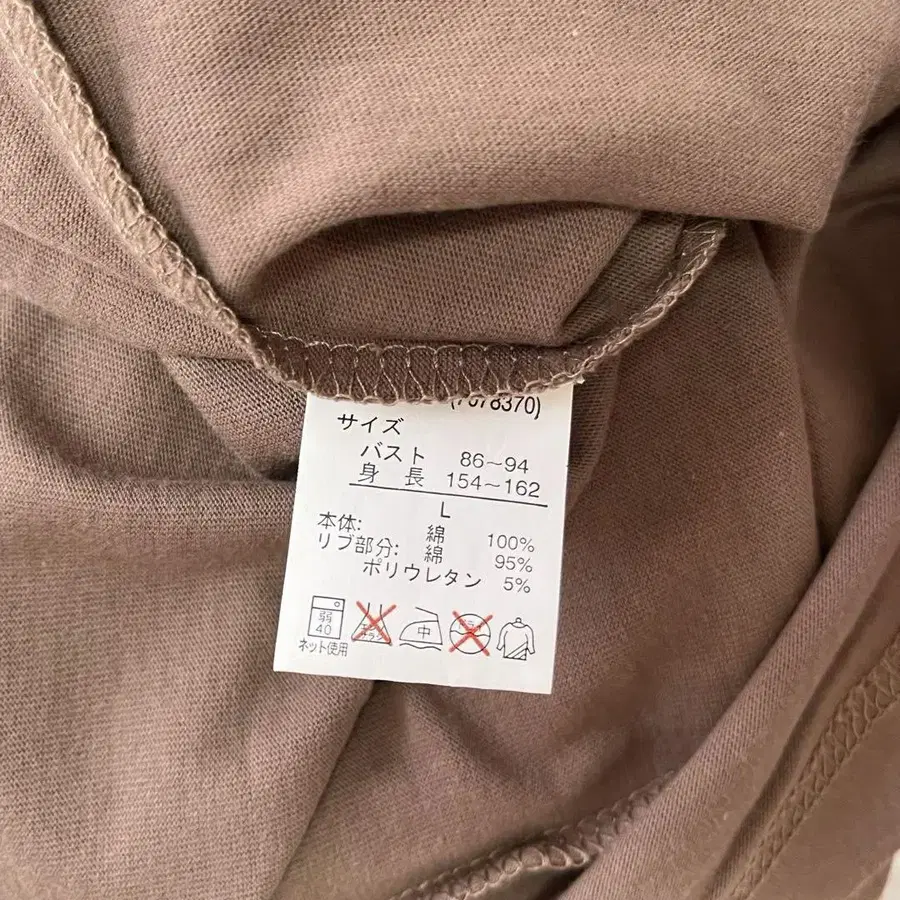 (7078370)
サイズ
バスト 86～94
身長 154～162
L
本体: 綿 100%
リブ部分: 綿 95%
ポリウレタン 5%
弱
40
中
ネット使用